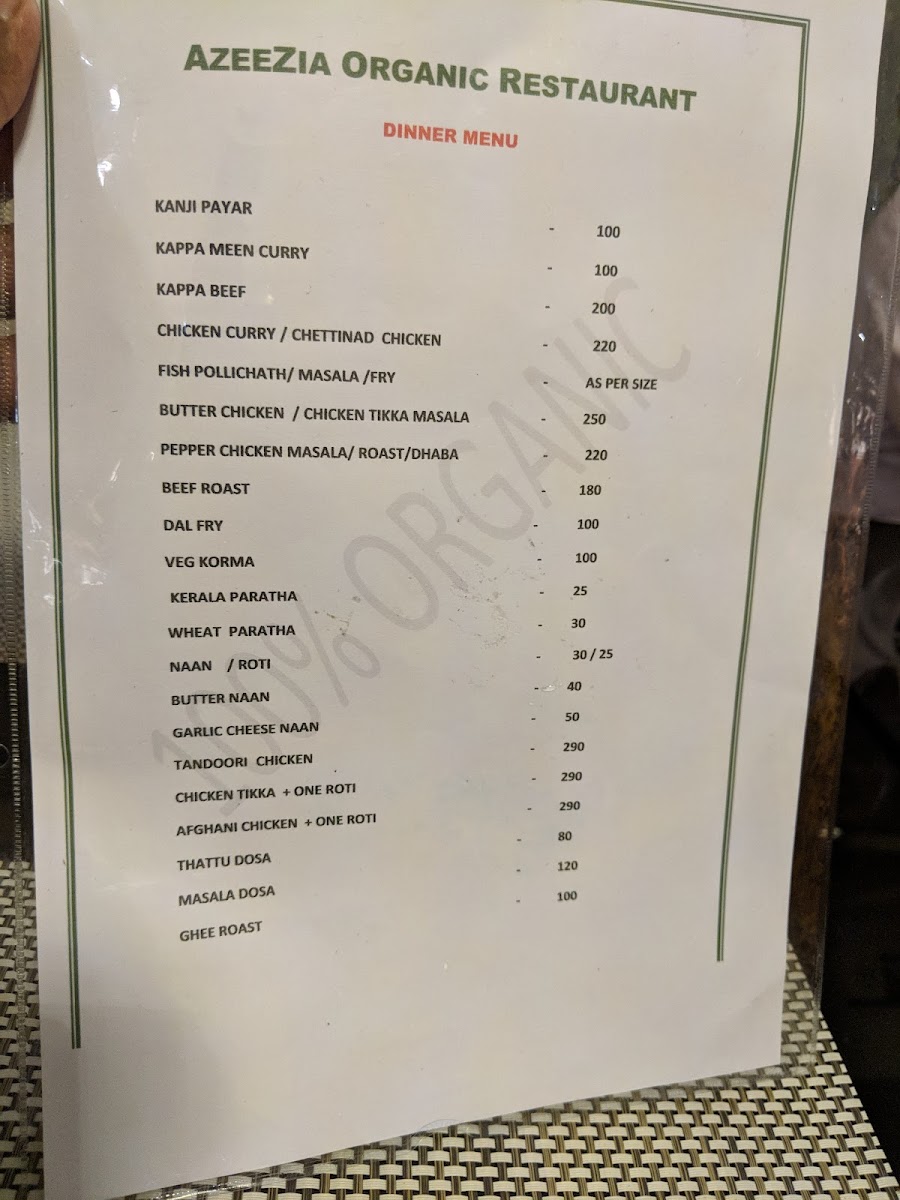 AZEEZIA ORGANIC RESTAURANT
DINNER MENU
KANJI PAYAR - 100
KAPPA MEEN CURRY - 100
KAPPA BEEF - 200
CHICKEN CURRY / CHETTINAD CHICKEN - 220
FISH POLLICHATH/ MASALA /FRY - AS PER SIZE
BUTTER CHICKEN / CHICKEN TIKKA MASALA - 250
PEPPER CHICKEN MASALA/ ROAST/DHABA - 220
BEEF ROAST - 180
DAL FRY - 100
VEG KORMA - 100
KERALA PARATHA - 25
WHEAT PARATHA - 30
NAAN / ROTI - 30 / 25
BUTTER NAAN - 40
GARLIC CHEESE NAAN - 50
TANDOORI CHICKEN - 290
CHICKEN TIKKA + ONE ROTI - 290
AFGHANI CHICKEN + ONE ROTI - 290
THATTU DOSA - 80
MASALA DOSA - 120
GHEE ROAST - 100
100% ORGANIC